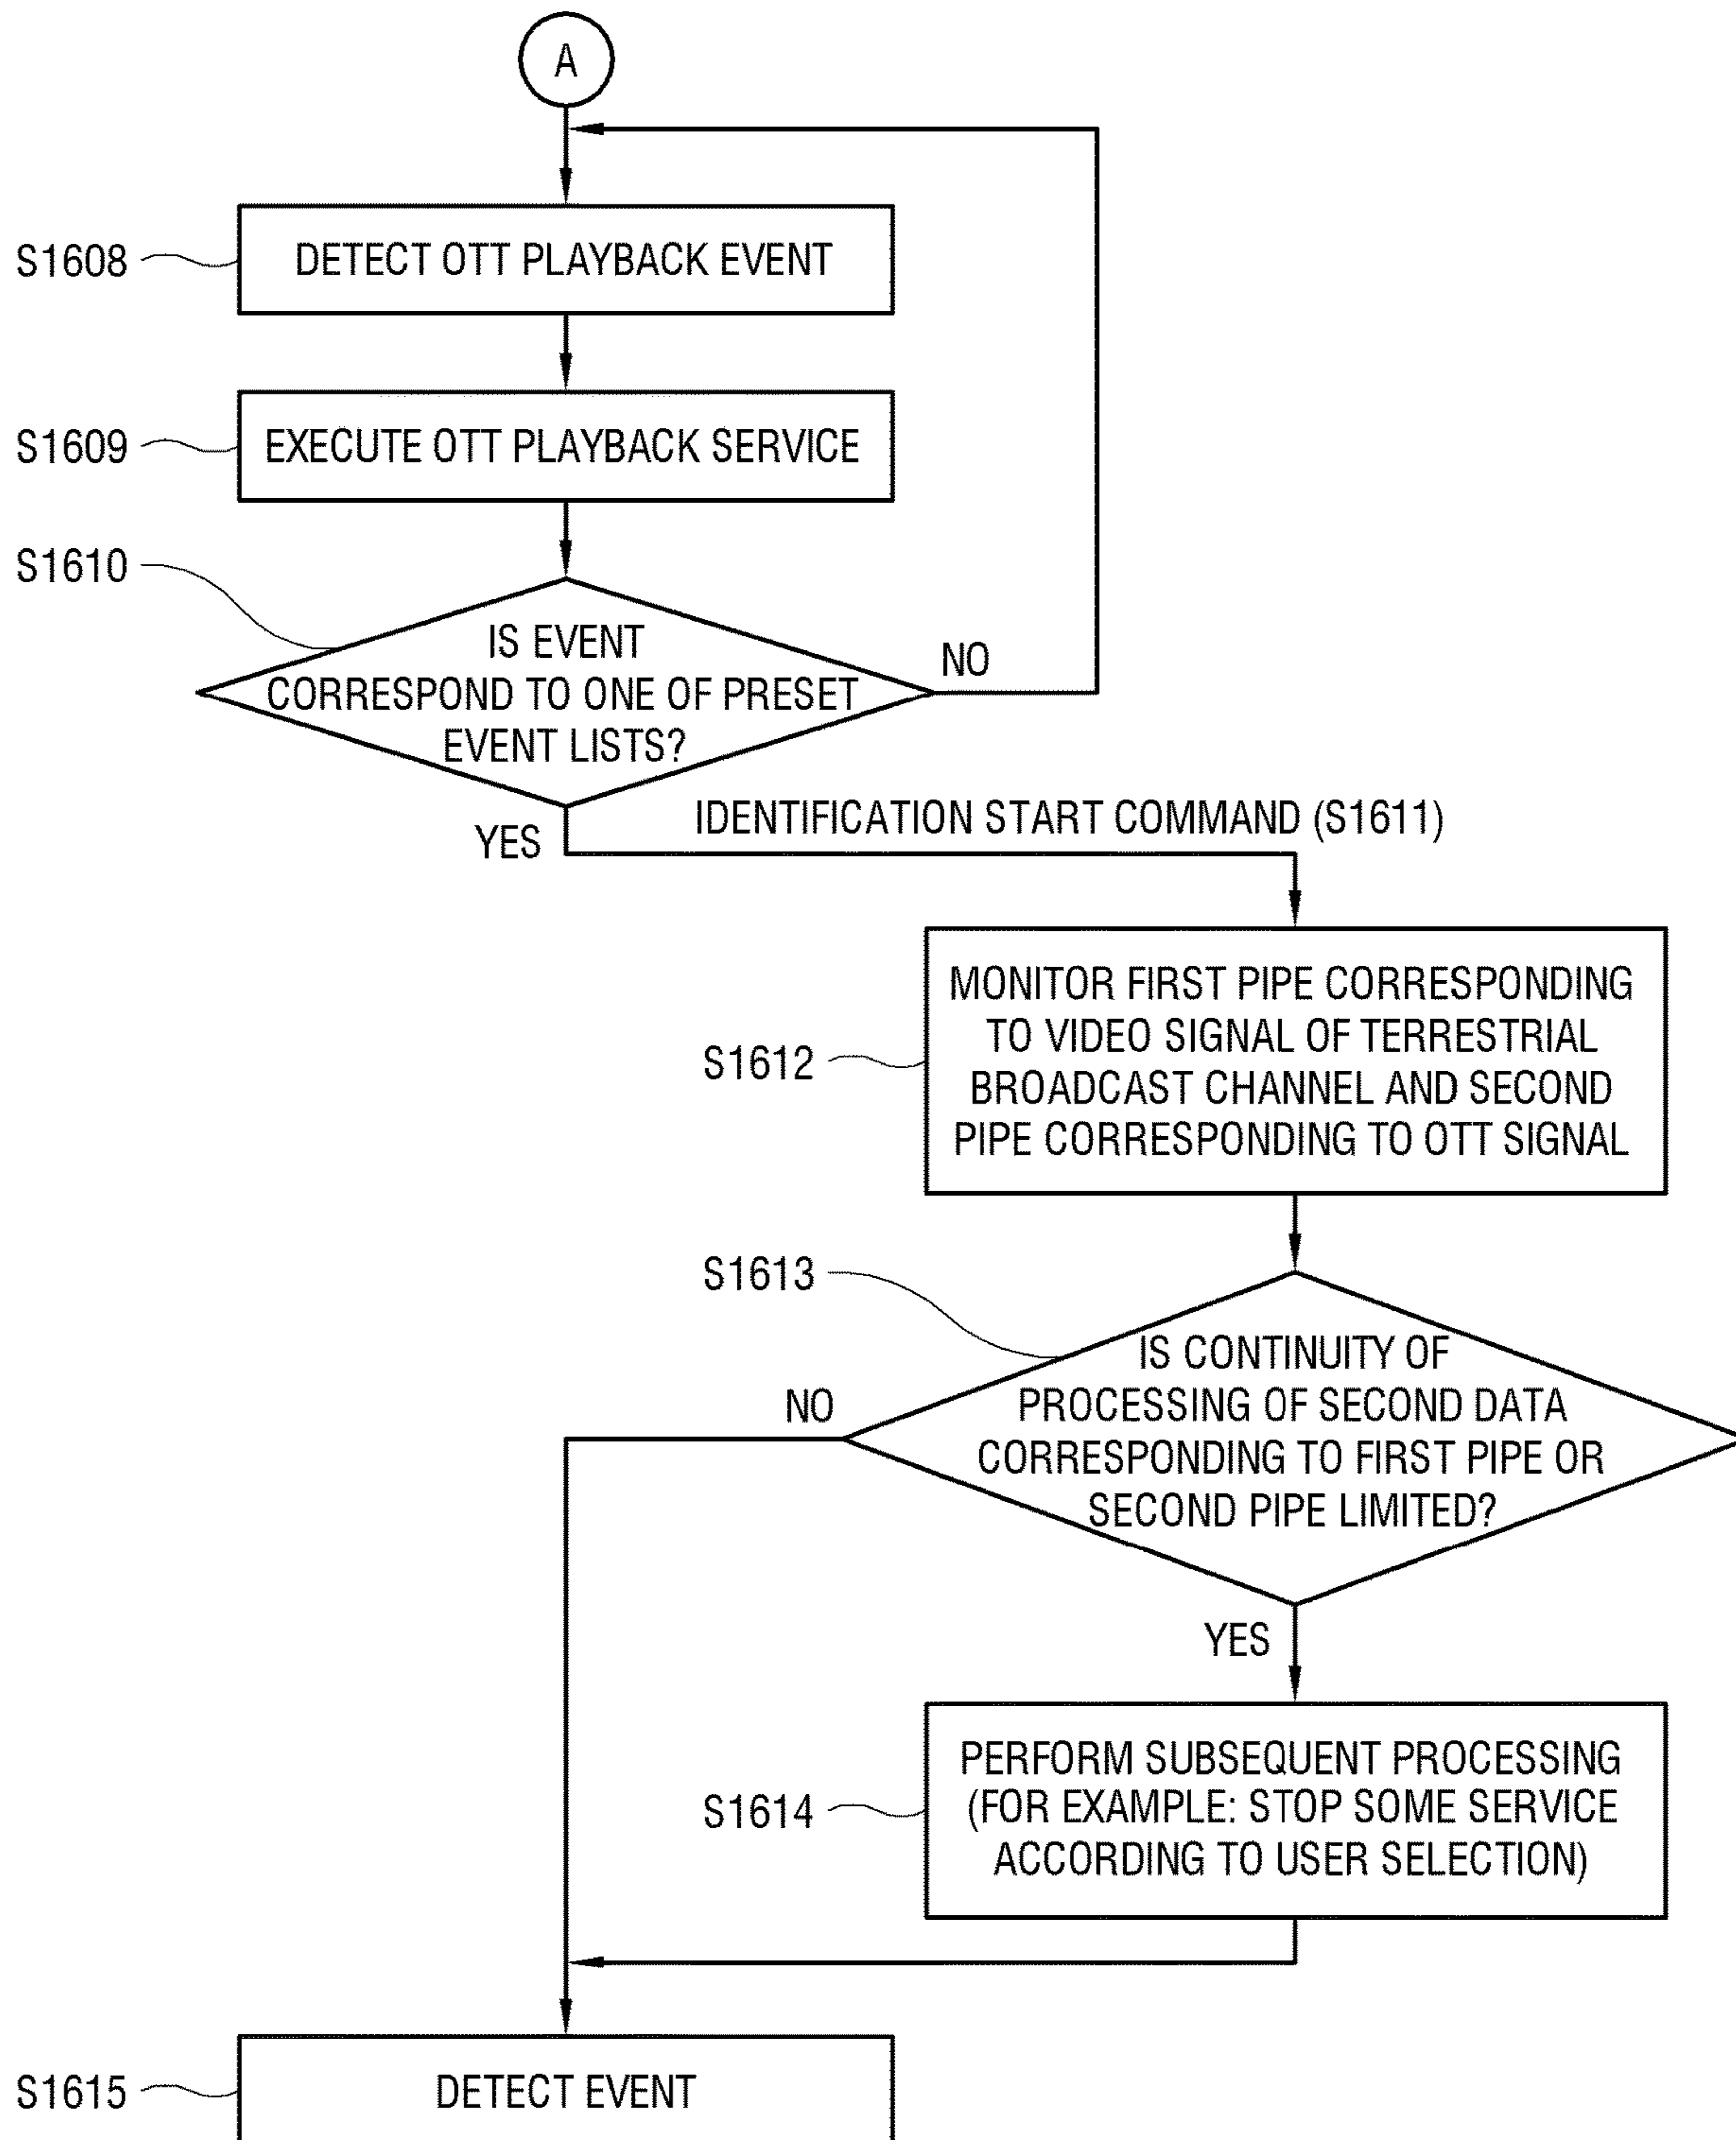 A
S1608
DETECT OTT PLAYBACK EVENT
S1609
EXECUTE OTT PLAYBACK SERVICE
S1610
IS EVENT
CORRESPOND TO ONE OF PRESET
EVENT LISTS?
NO
YES
IDENTIFICATION START COMMAND (S1611)
S1612
MONITOR FIRST PIPE CORRESPONDING
TO VIDEO SIGNAL OF TERRESTRIAL
BROADCAST CHANNEL AND SECOND
PIPE CORRESPONDING TO OTT SIGNAL
S1613
IS CONTINUITY OF
PROCESSING OF SECOND DATA
CORRESPONDING TO FIRST PIPE OR
SECOND PIPE LIMITED?
NO
YES
S1614
PERFORM SUBSEQUENT PROCESSING
(FOR EXAMPLE: STOP SOME SERVICE
ACCORDING TO USER SELECTION)
S1615
DETECT EVENT